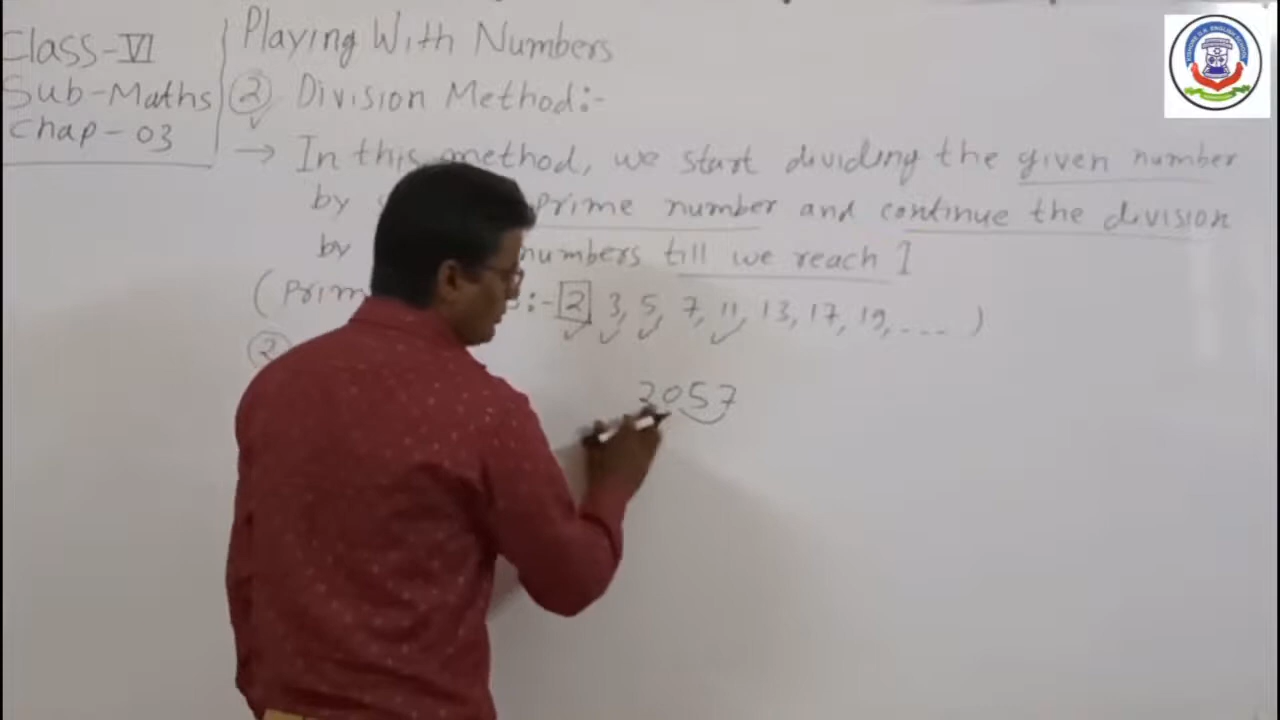 Class-VI
Sub-Maths
Chap-03
Playing With Numbers
② Division Method:-
→ In this method, we start dividing the given number
by prime number and continue the division
by numbers till we reach 1
(Prim :- 2 3, 5, 7, 11, 13, 17, 19, ---- )
②
2057